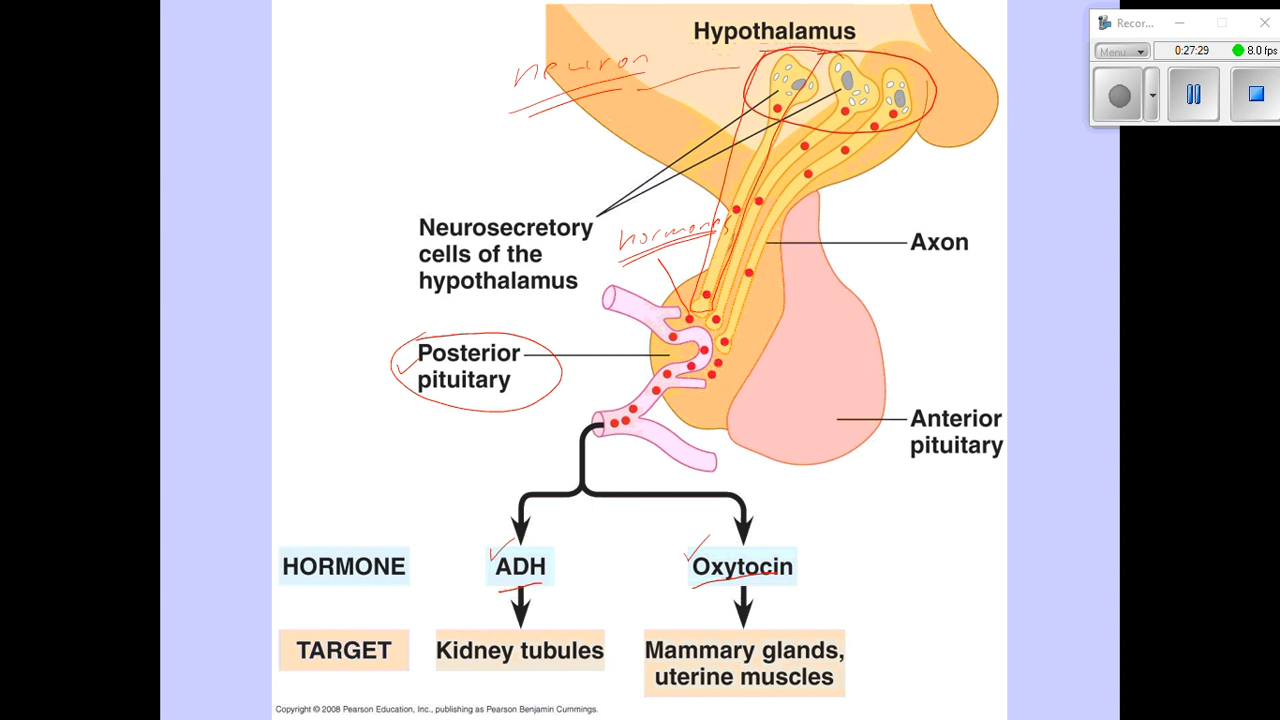 Hypothalamus
Recor...
Menu
0:27:29
8.0 fps
neuron
Neurosecretory
cells of the
hypothalamus
hormones
Axon
Posterior
pituitary
Anterior
pituitary
HORMONE
ADH
Oxytocin
TARGET
Kidney tubules
Mammary glands,
uterine muscles
Copyright © 2008 Pearson Education, Inc., publishing as Pearson Benjamin Cummings.